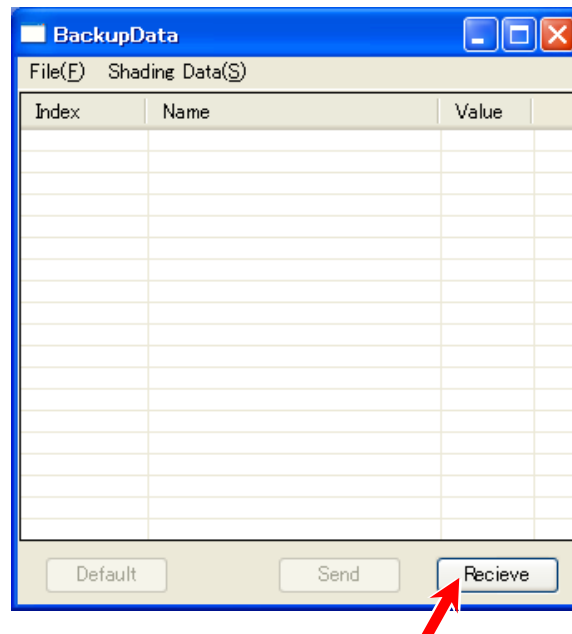 BackupData
File(F) Shading Data(S)
Index Name Value
Default Send Recieve